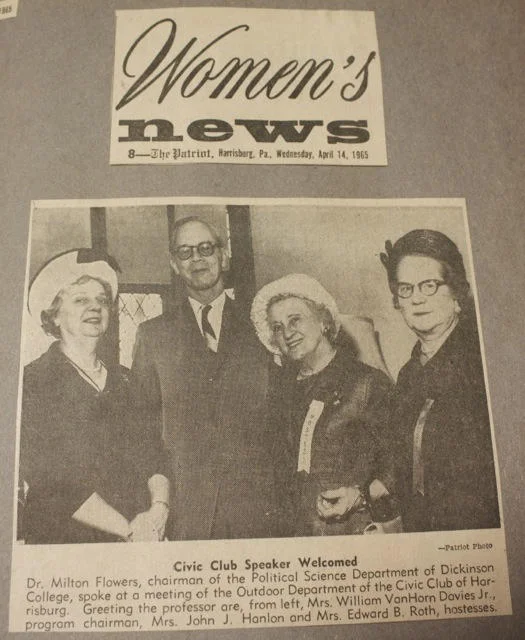 1965
Women's
news
8—The Patriot, Harrisburg, Pa., Wednesday, April 14, 1965
—Patriot Photo
Civic Club Speaker Welcomed
Dr. Milton Flowers, chairman of the Political Science Department of Dickinson
College, spoke at a meeting of the Outdoor Department of the Civic Club of Har-
risburg. Greeting the professor are, from left, Mrs. William VanHorn Davies Jr.,
program chairman, Mrs. John J. Hanlon and Mrs. Edward B. Roth, hostesses.